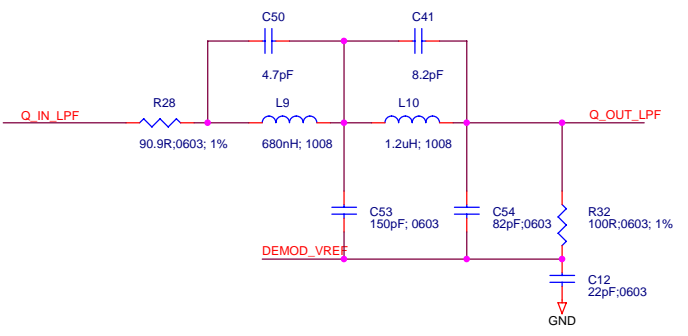 C50
C41
4.7pF
8.2pF
Q_IN_LPF
R28
L9
L10
Q_OUT_LPF
90.9R;0603; 1%
680nH; 1008
1.2uH; 1008
C53
150pF; 0603
C54
82pF;0603
R32
100R;0603; 1%
DEMOD_VREF
C12
22pF;0603
GND